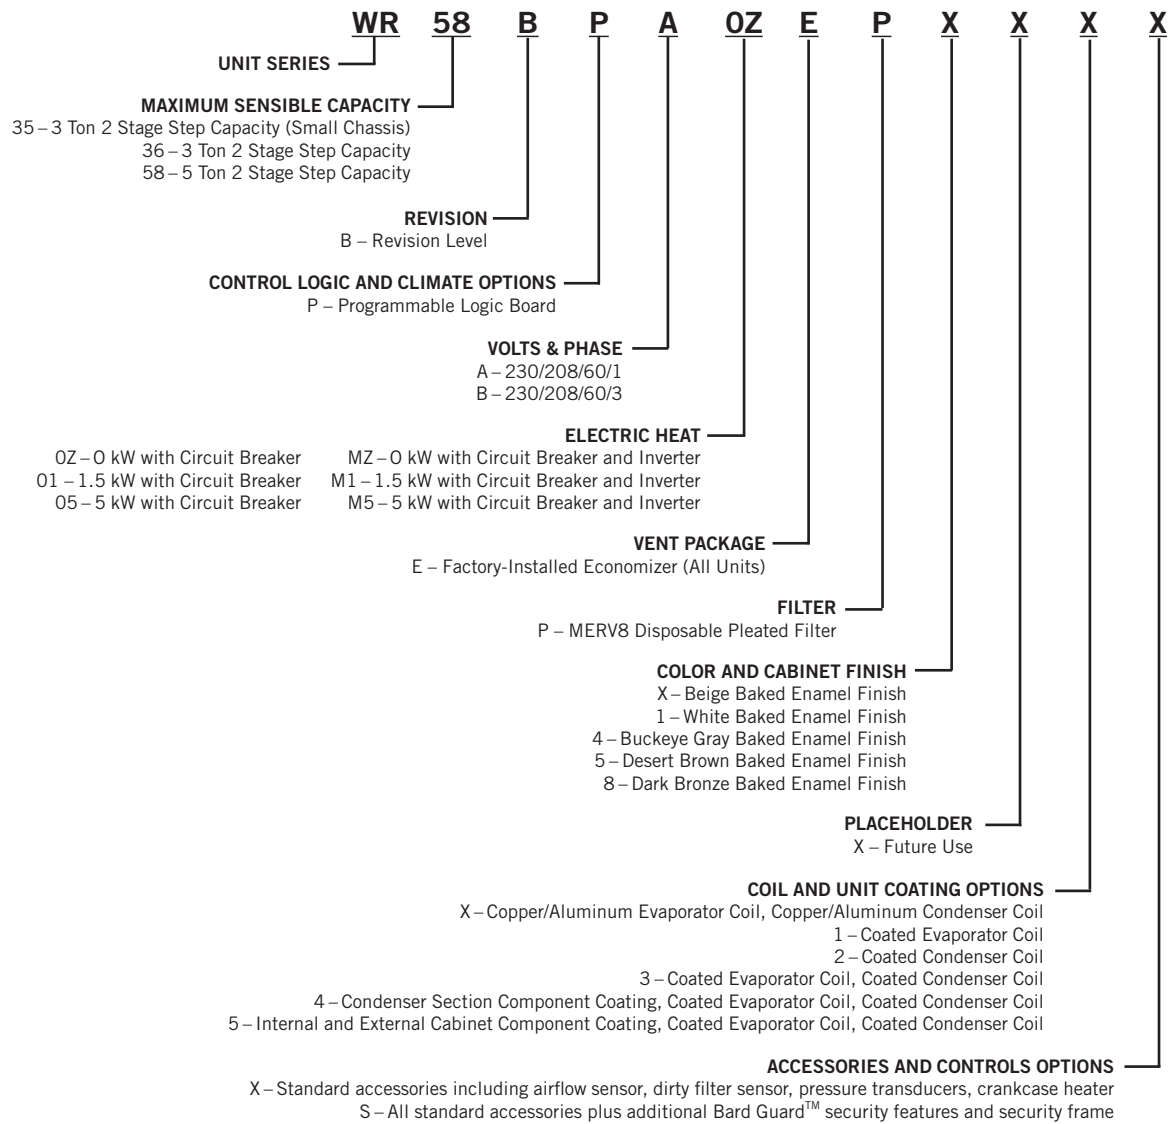 WR 58 B P A 0Z E P X X X X
UNIT SERIES
MAXIMUM SENSIBLE CAPACITY
35 – 3 Ton 2 Stage Step Capacity (Small Chassis)
36 – 3 Ton 2 Stage Step Capacity
58 – 5 Ton 2 Stage Step Capacity
REVISION
B – Revision Level
CONTROL LOGIC AND CLIMATE OPTIONS
P – Programmable Logic Board
VOLTS & PHASE
A – 230/208/60/1
B – 230/208/60/3
ELECTRIC HEAT
0Z – 0 kW with Circuit Breaker MZ – 0 kW with Circuit Breaker and Inverter
01 – 1.5 kW with Circuit Breaker M1 – 1.5 kW with Circuit Breaker and Inverter
05 – 5 kW with Circuit Breaker M5 – 5 kW with Circuit Breaker and Inverter
VENT PACKAGE
E – Factory-Installed Economizer (All Units)
FILTER
P – MERV8 Disposable Pleated Filter
COLOR AND CABINET FINISH
X – Beige Baked Enamel Finish
1 – White Baked Enamel Finish
4 – Buckeye Gray Baked Enamel Finish
5 – Desert Brown Baked Enamel Finish
8 – Dark Bronze Baked Enamel Finish
PLACEHOLDER
X – Future Use
COIL AND UNIT COATING OPTIONS
X – Copper/Aluminum Evaporator Coil, Copper/Aluminum Condenser Coil
1 – Coated Evaporator Coil
2 – Coated Condenser Coil
3 – Coated Evaporator Coil, Coated Condenser Coil
4 – Condenser Section Component Coating, Coated Evaporator Coil, Coated Condenser Coil
5 – Internal and External Cabinet Component Coating, Coated Evaporator Coil, Coated Condenser Coil
ACCESSORIES AND CONTROLS OPTIONS
X – Standard accessories including airflow sensor, dirty filter sensor, pressure transducers, crankcase heater
S – All standard accessories plus additional Bard Guard™ security features and security frame